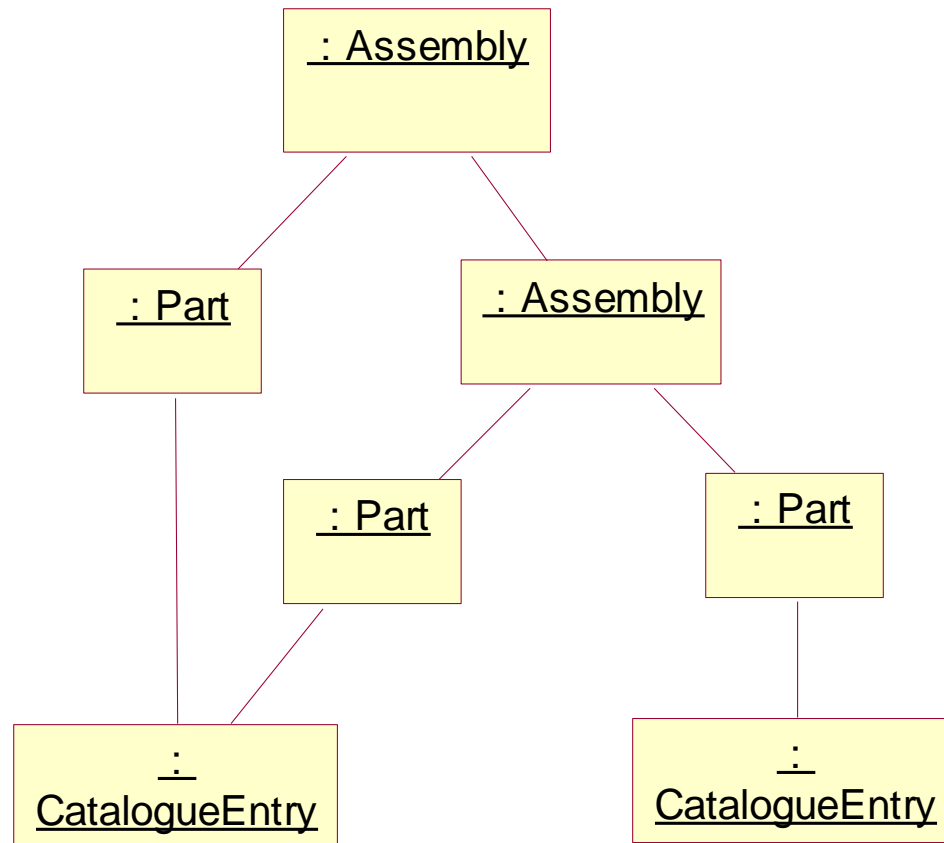 : Assembly
: Part
: Assembly
: Part
: Part
:
CatalogueEntry
:
CatalogueEntry